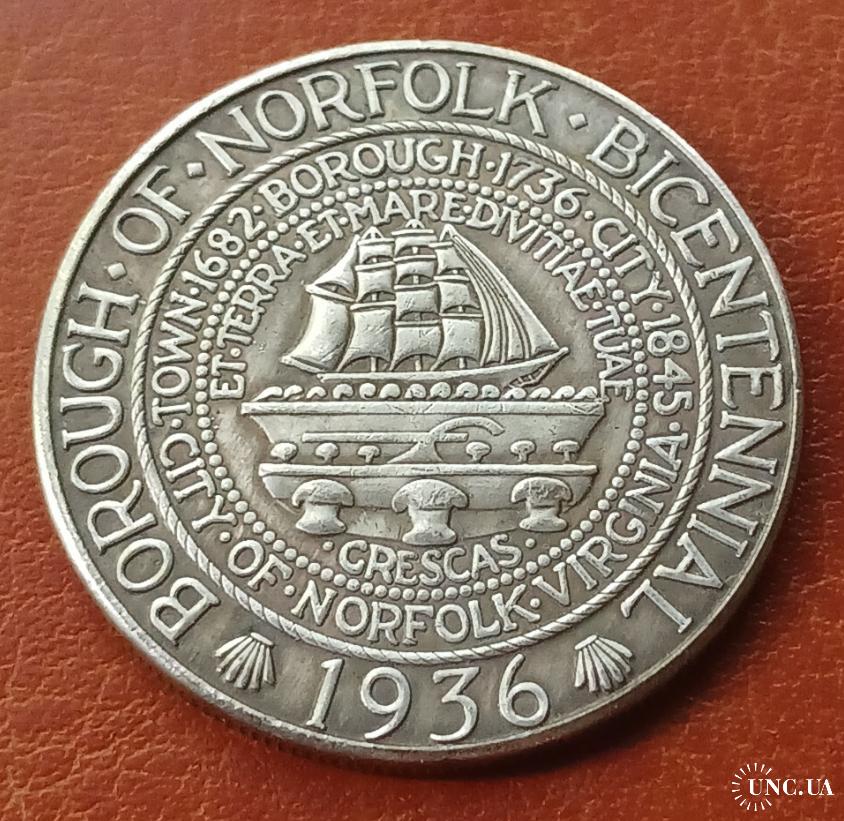 BOROUGH · OF · NORFOLK · BICENTENNIAL
1936
TOWN · 1682 · BOROUGH · 1736 · CITY · 1845 ·
CITY · OF · NORFOLK · VIRGINIA ·
ET · TERRA · ET · MARE · DIVITIAE · TUAE
· CRESCAS ·
UNC.UA